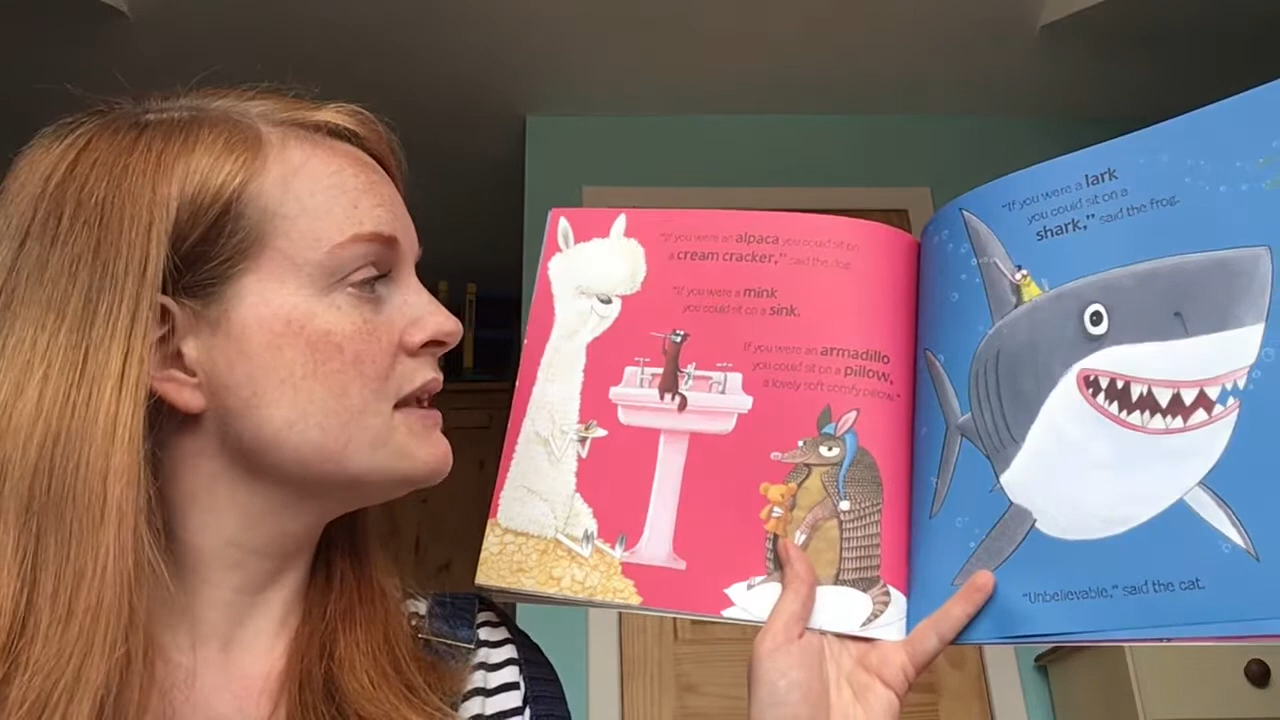 "If you were an alpaca you could sit on
a cream cracker," said the dog.
"If you were a mink
you could sit on a sink.
If you were an armadillo
you could sit on a pillow,
a lovely soft comfy pillow."
"If you were a lark
you could sit on a
shark," said the frog.
"Unbelievable," said the cat.